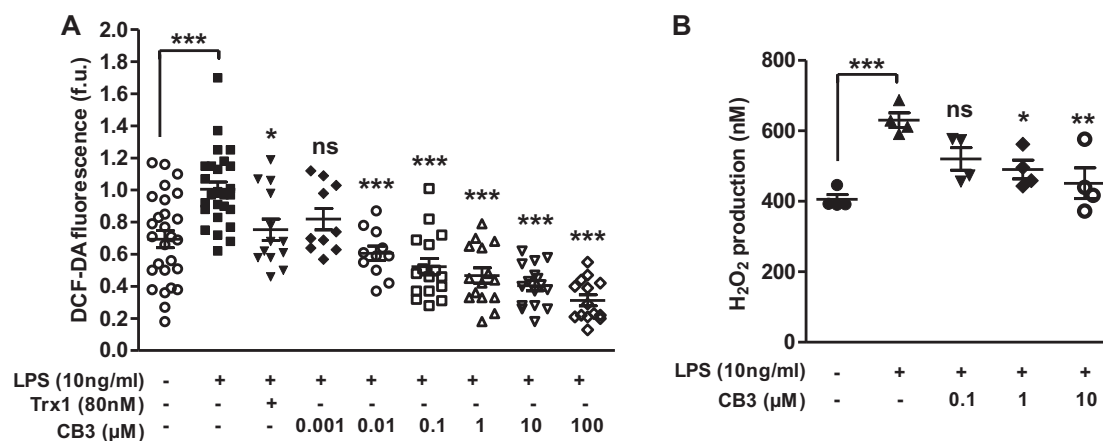 A
B
DCF-DA fluorescence (f.u.)
2.0
1.8
1.6
1.4
1.2
1.0
0.8
0.6
0.4
0.2
0.0
*** * ns *** *** *** *** ***
LPS (10ng/ml) - + + + + + + + +
Trx1 (80nM) - - + - - - - - -
CB3 (µM) - - - 0.001 0.01 0.1 1 10 100
H₂O₂ production (nM)
800
600
400
200
0
*** ns * **
LPS (10ng/ml) - + + + +
CB3 (µM) - - 0.1 1 10